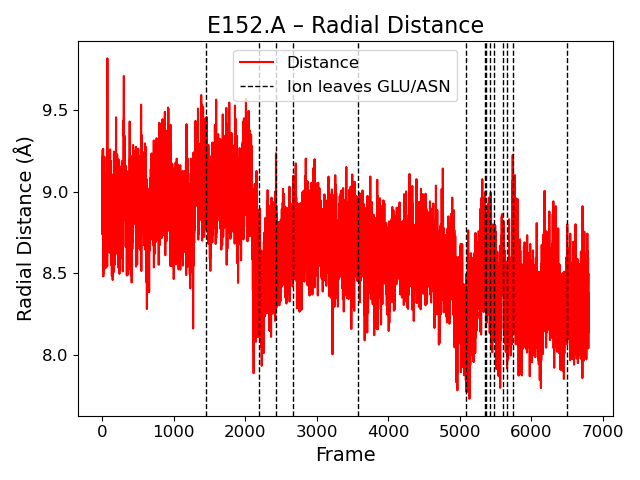 E152.A – Radial Distance
Distance
Ion leaves GLU/ASN
Radial Distance (Å)
9.5
9.0
8.5
8.0
0 1000 2000 3000 4000 5000 6000 7000
Frame